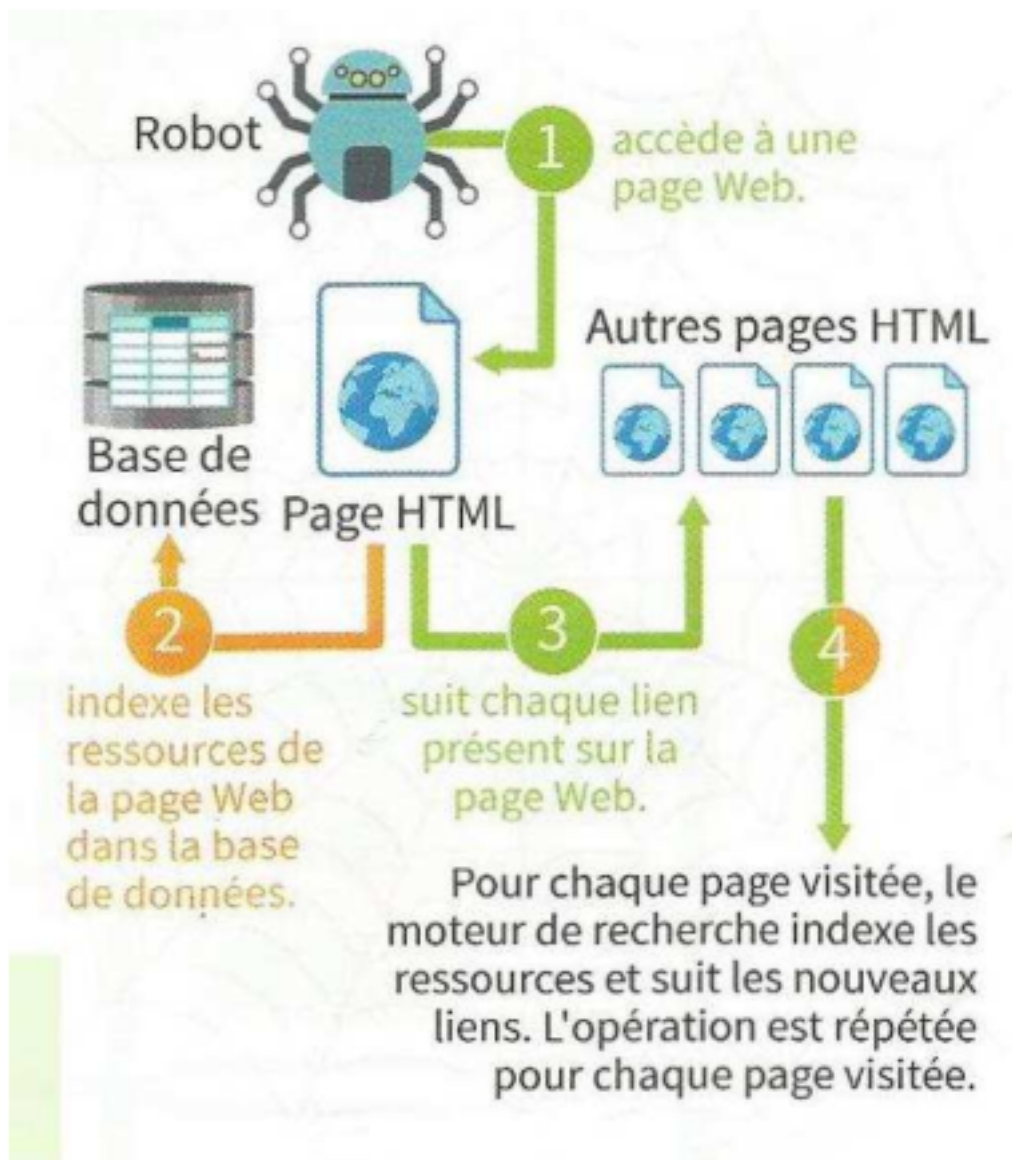 Robot
1
accède à une
page Web.
Autres pages HTML
Base de
données
Page HTML
2
3
4
indexe les
ressources de
la page Web
dans la base
de données.
suit chaque lien
présent sur la
page Web.
Pour chaque page visitée, le
moteur de recherche indexe les
ressources et suit les nouveaux
liens. L'opération est répétée
pour chaque page visitée.